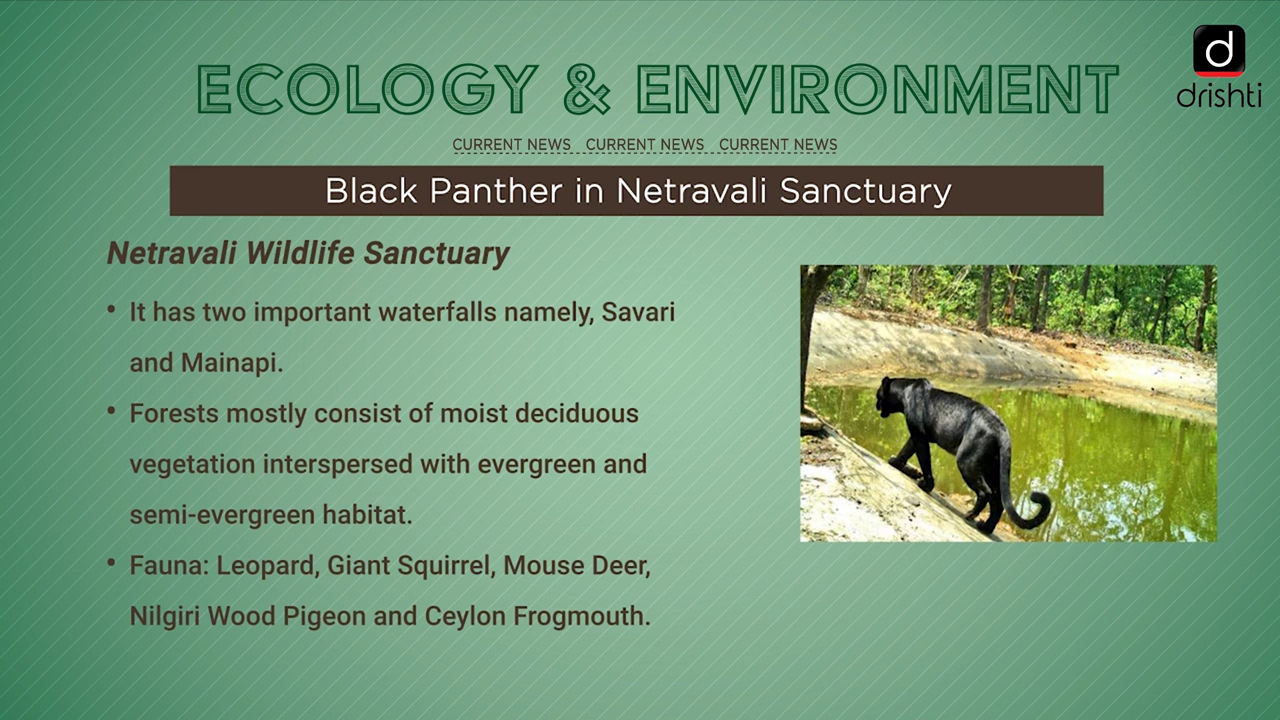 d
drishti
ECOLOGY & ENVIRONMENT
CURRENT NEWS CURRENT NEWS CURRENT NEWS
Black Panther in Netravali Sanctuary
Netravali Wildlife Sanctuary
• It has two important waterfalls namely, Savari
and Mainapi.
• Forests mostly consist of moist deciduous
vegetation interspersed with evergreen and
semi-evergreen habitat.
• Fauna: Leopard, Giant Squirrel, Mouse Deer,
Nilgiri Wood Pigeon and Ceylon Frogmouth.